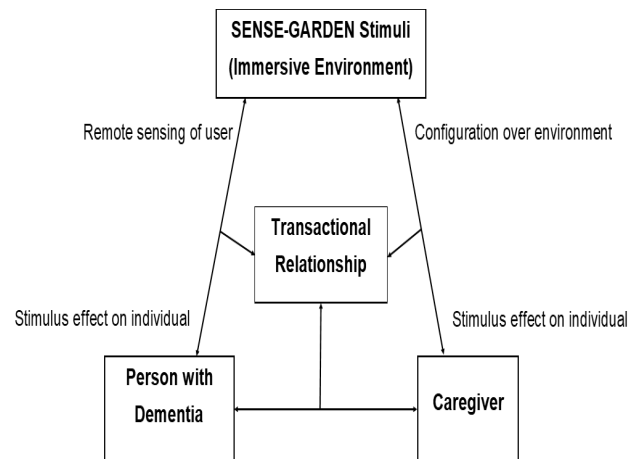 SENSE-GARDEN Stimuli
(Immersive Environment)
Remote sensing of user
Configuration over environment
Transactional
Relationship
Stimulus effect on individual
Stimulus effect on individual
Person with
Dementia
Caregiver